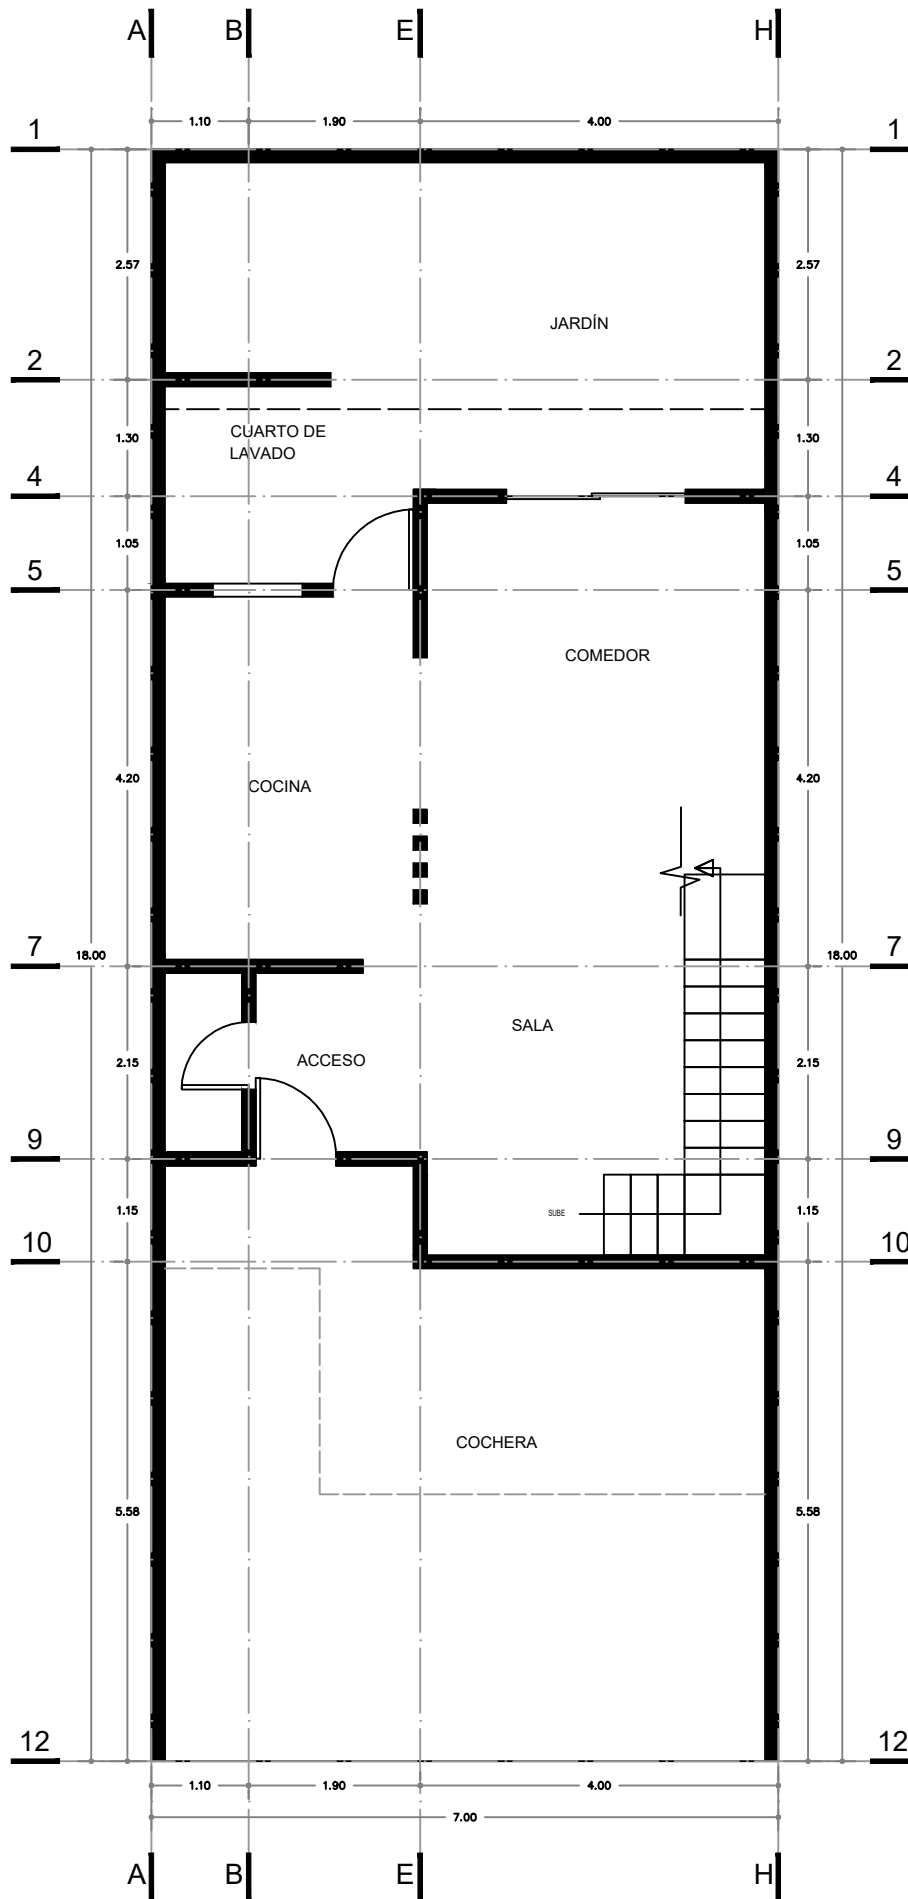 A B E H
1.10 1.90 4.00
1 1
2.57 2.57
JARDÍN
2 2
1.30 1.30
CUARTO DE
LAVADO
4 4
1.05 1.05
5 5
COMEDOR
4.20 4.20
COCINA
7 7
18.00 18.00
SALA
2.15 2.15
ACCESO
9 9
1.15 1.15
SUBE
10 10
COCHERA
5.58 5.58
12 12
1.10 1.90 4.00
7.00
A B E H